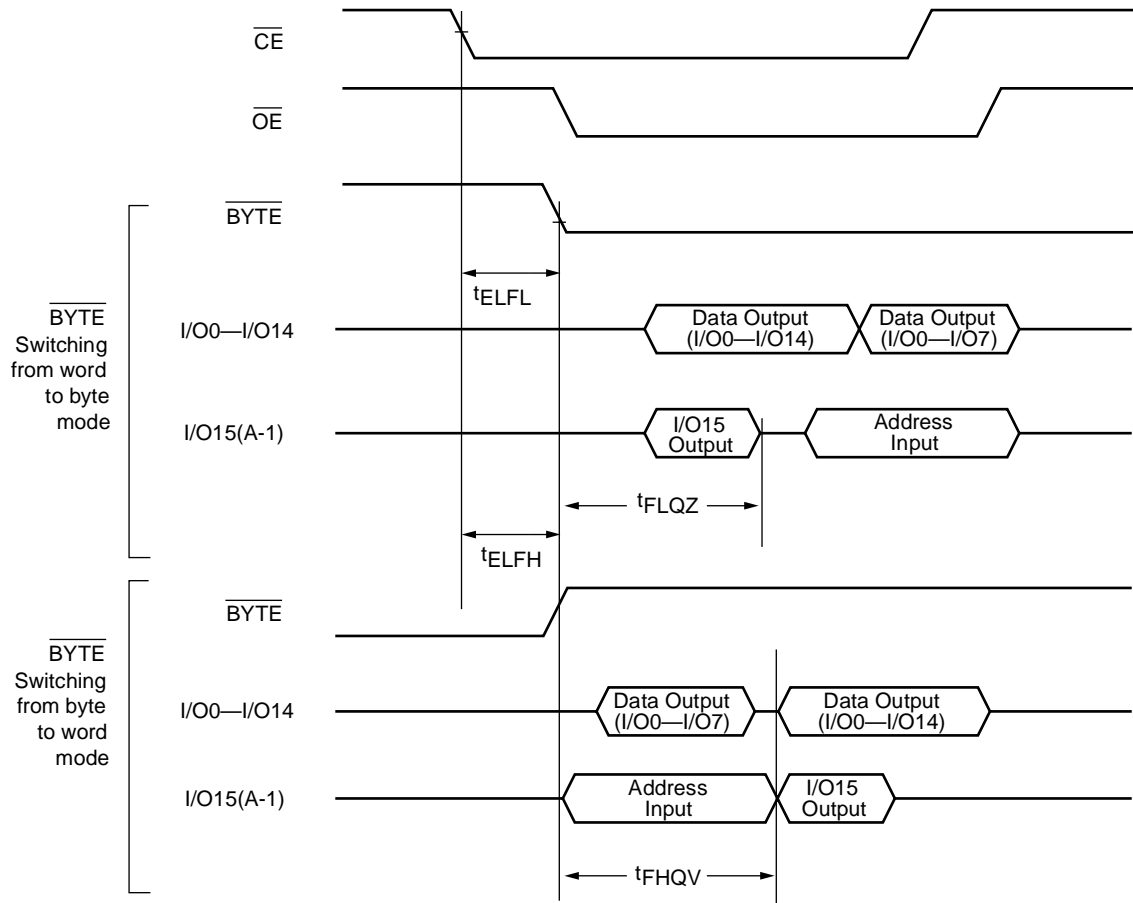 CE
OE
BYTE
tELFL
BYTE
Switching
from word
to byte
mode
I/O0—I/O14
Data Output
(I/O0—I/O14)
Data Output
(I/O0—I/O7)
I/O15(A-1)
I/O15
Output
Address
Input
tFLQZ
tELFH
BYTE
BYTE
Switching
from byte
to word
mode
I/O0—I/O14
Data Output
(I/O0—I/O7)
Data Output
(I/O0—I/O14)
I/O15(A-1)
Address
Input
I/O15
Output
tFHQV